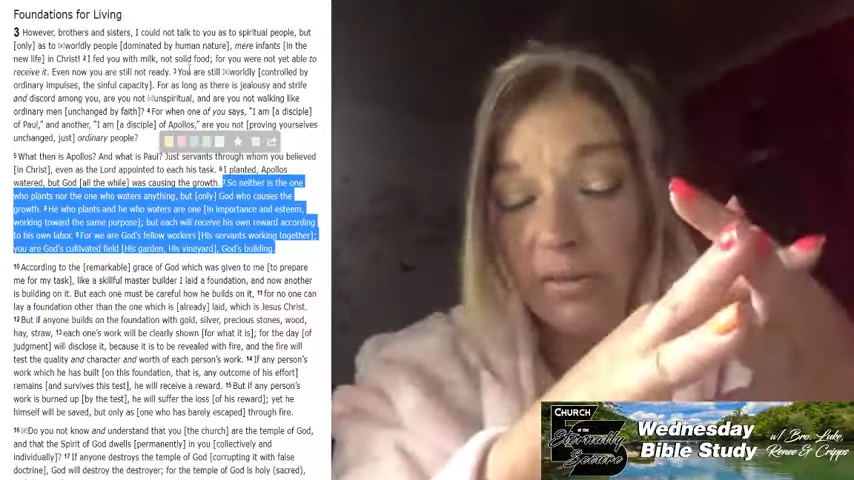 Foundations for Living
3 However, brothers and sisters, I could not talk to you as to spiritual people, but
[only] as to [a]worldly people [dominated by human nature], mere infants [in the
new life] in Christ! 2 I fed you with milk, not solid food; for you were not yet able to
receive it. Even now you are still not ready. 3 You are still [b]worldly [controlled by
ordinary impulses, the sinful capacity]. For as long as there is jealousy and strife
and discord among you, are you not [c]unspiritual, and are you not walking like
ordinary men [unchanged by faith]? 4 For when one of you says, "I am [a disciple]
of Paul," and another, "I am [a disciple] of Apollos," are you not [proving yourselves
unchanged, just] ordinary people?
5 What then is Apollos? And what is Paul? Just servants through whom you believed
[in Christ], even as the Lord appointed to each his task. 6 I planted, Apollos
watered, but God [all the while] was causing the growth. 7 So neither is the one
who plants nor the one who waters anything, but [only] God who causes the
growth. 8 He who plants and he who waters are one [in importance and esteem,
working toward the same purpose]; but each will receive his own reward according
to his own labor. 9 For we are God's fellow workers [His servants working together];
you are God's cultivated field [His garden, His vineyard], God's building.
10 According to the [remarkable] grace of God which was given to me [to prepare
me for my task], like a skillful master builder I laid a foundation, and now another
is building on it. But each one must be careful how he builds on it, 11 for no one can
lay a foundation other than the one which is [already] laid, which is Jesus Christ.
12 But if anyone builds on the foundation with gold, silver, precious stones, wood,
hay, straw, 13 each one's work will be clearly shown [for what it is]; for the day [of
judgment] will disclose it, because it is to be revealed with fire, and the fire will
test the quality and character and worth of each person's work. 14 If any person's
work which he has built [on this foundation, that is, any outcome of his effort]
remains [and survives this test], he will receive a reward. 15 But if any person's
work is burned up [by the test], he will suffer the loss [of his reward]; yet he
himself will be saved, but only as [one who has barely escaped] through fire.
16 [d]Do you not know and understand that you [the church] are the temple of God,
and that the Spirit of God dwells [permanently] in you [collectively and
individually]? 17 If anyone destroys the temple of God [corrupting it with false
doctrine], God will destroy the destroyer; for the temple of God is holy (sacred),
CHURCH
of the
Eternally
Secure
Wednesday
Bible Study
w/ Bro. Luke,
Renee & Cripps